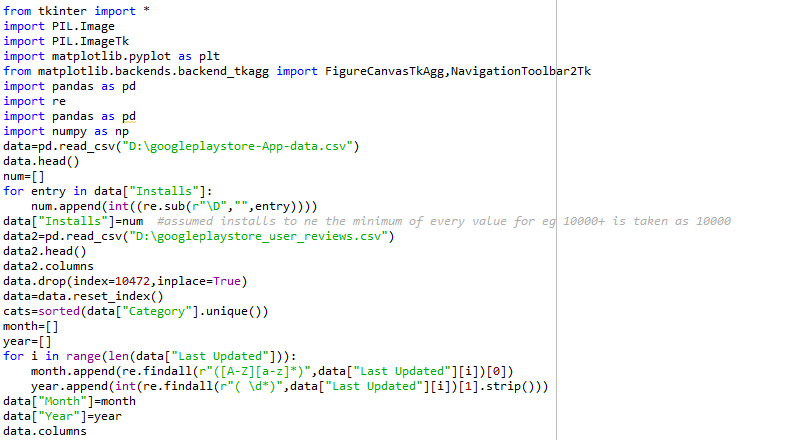 from tkinter import *
import PIL.Image
import PIL.ImageTk
import matplotlib.pyplot as plt
from matplotlib.backends.backend_tkagg import FigureCanvasTkAgg,NavigationToolbar2Tk
import pandas as pd
import re
import pandas as pd
import numpy as np
data=pd.read_csv("D:\googleplaystore-App-data.csv")
data.head()
num=[]
for entry in data["Installs"]:
    num.append(int((re.sub(r"\D","",entry))))
data["Installs"]=num  #assumed installs to ne the minimum of every value for eg 10000+ is taken as 10000
data2=pd.read_csv("D:\googleplaystore_user_reviews.csv")
data2.head()
data2.columns
data.drop(index=10472,inplace=True)
data=data.reset_index()
cats=sorted(data["Category"].unique())
month=[]
year=[]
for i in range(len(data["Last Updated"])):
    month.append(re.findall(r"([A-Z][a-z]*)",data["Last Updated"][i])[0])
    year.append(int(re.findall(r"( \d*)",data["Last Updated"][i])[1].strip()))
data["Month"]=month
data["Year"]=year
data.columns